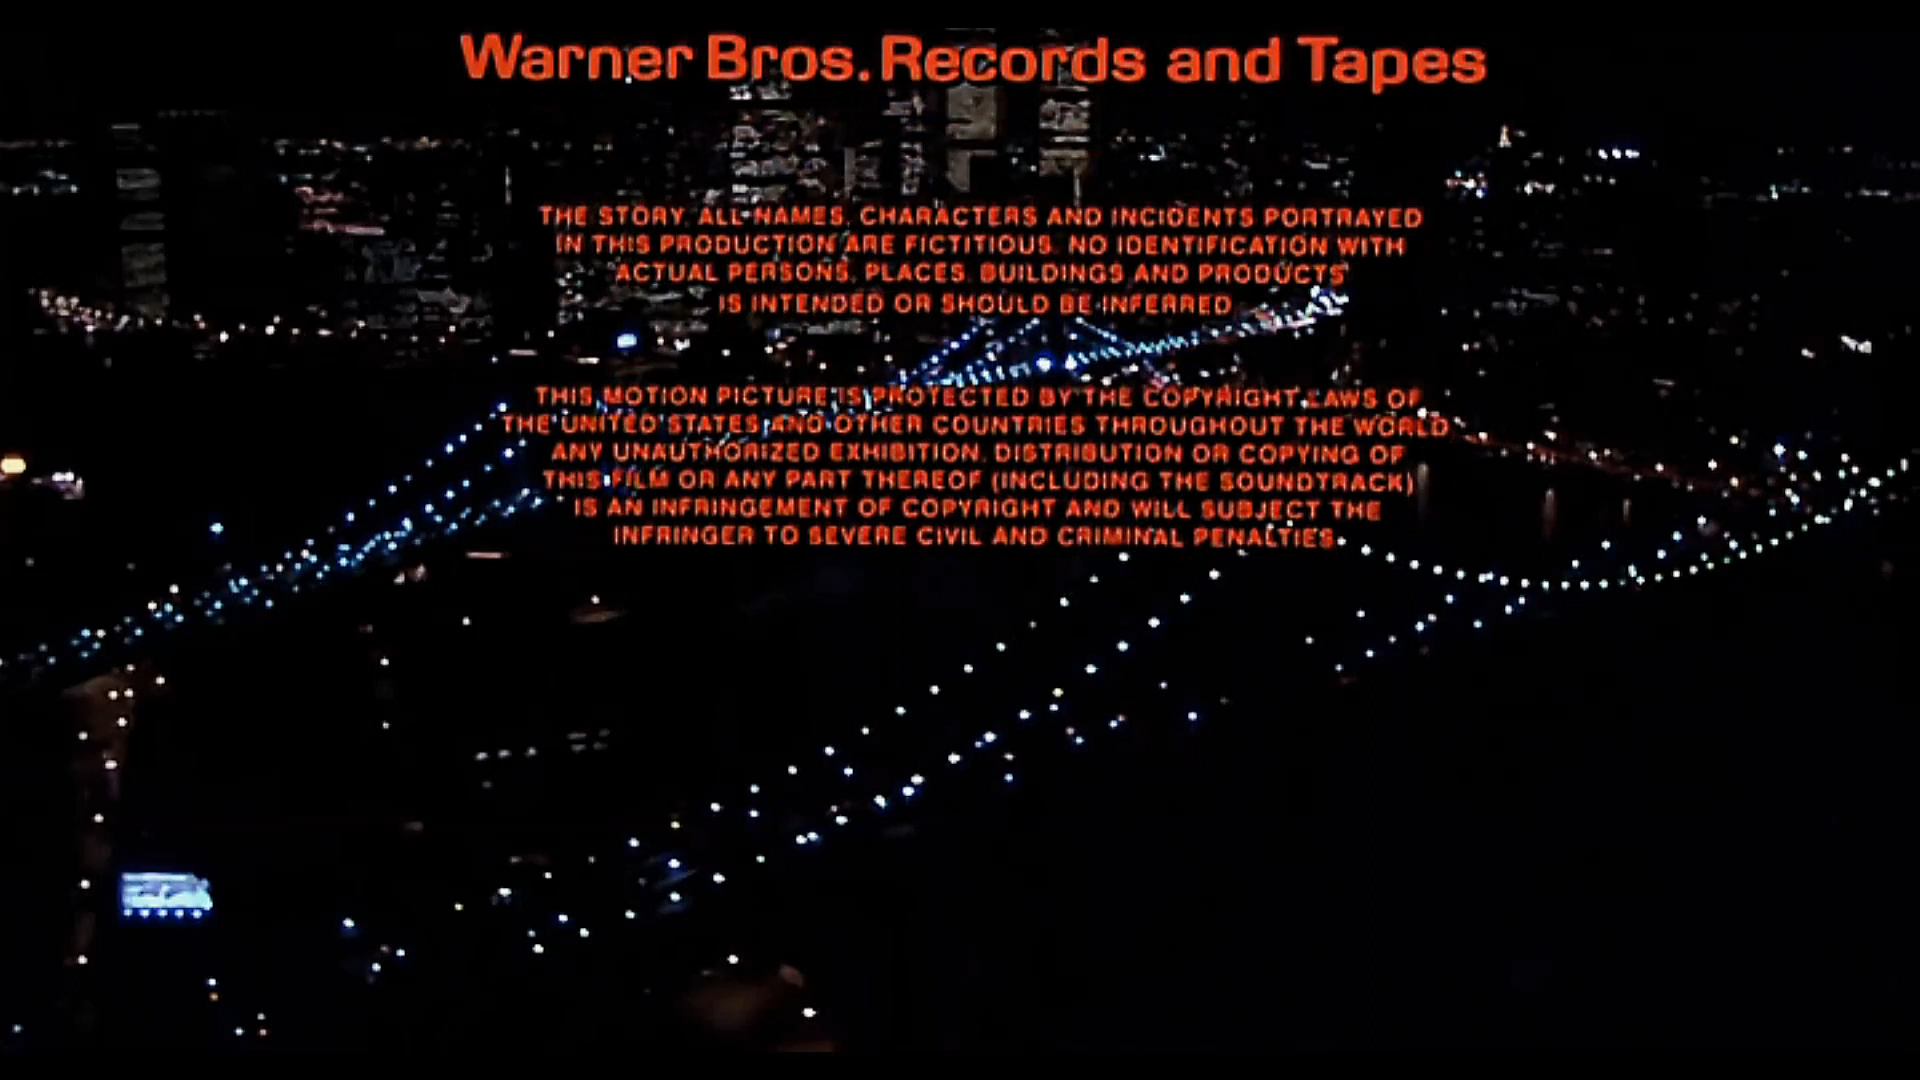 Warner Bros. Records and Tapes
THE STORY, ALL NAMES, CHARACTERS AND INCIDENTS PORTRAYED
IN THIS PRODUCTION ARE FICTITIOUS. NO IDENTIFICATION WITH
ACTUAL PERSONS, PLACES, BUILDINGS AND PRODUCTS
IS INTENDED OR SHOULD BE INFERRED
THIS MOTION PICTURE IS PROTECTED BY THE COPYRIGHT LAWS OF
THE UNITED STATES AND OTHER COUNTRIES THROUGHOUT THE WORLD
ANY UNAUTHORIZED EXHIBITION, DISTRIBUTION OR COPYING OF
THIS FILM OR ANY PART THEREOF (INCLUDING THE SOUNDTRACK)
IS AN INFRINGEMENT OF COPYRIGHT AND WILL SUBJECT THE
INFRINGER TO SEVERE CIVIL AND CRIMINAL PENALTIES.